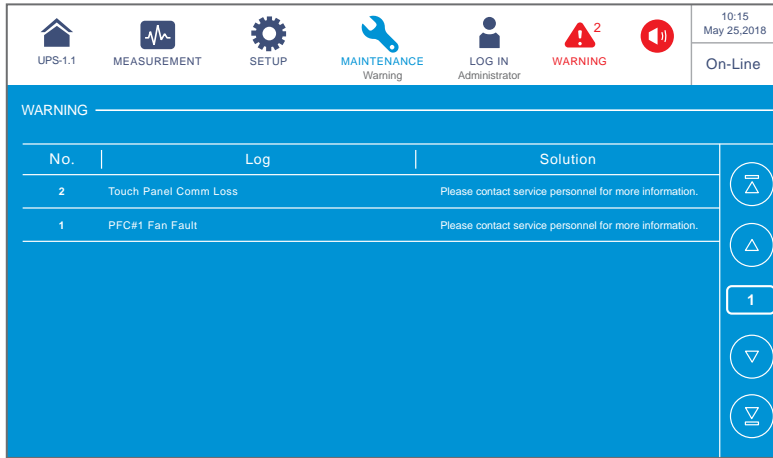 10:15
May 25,2018
UPS-1.1
MEASUREMENT
SETUP
MAINTENANCE
Warning
LOG IN
Administrator
2
WARNING
On-Line
WARNING
No. Log Solution
2 Touch Panel Comm Loss Please contact service personnel for more information.
1 PFC#1 Fan Fault Please contact service personnel for more information.
1